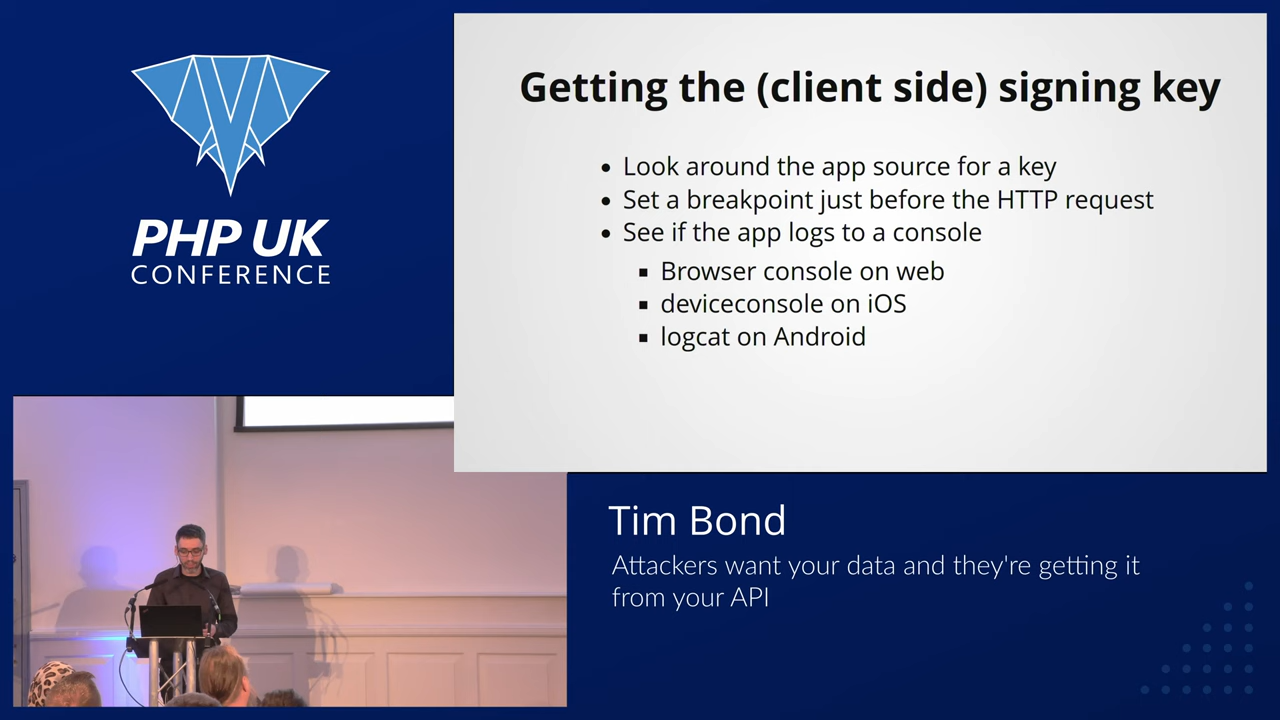 PHP UK
CONFERENCE
Getting the (client side) signing key
• Look around the app source for a key
• Set a breakpoint just before the HTTP request
• See if the app logs to a console
▪ Browser console on web
▪ deviceconsole on iOS
▪ logcat on Android
Tim Bond
Attackers want your data and they're getting it
from your API